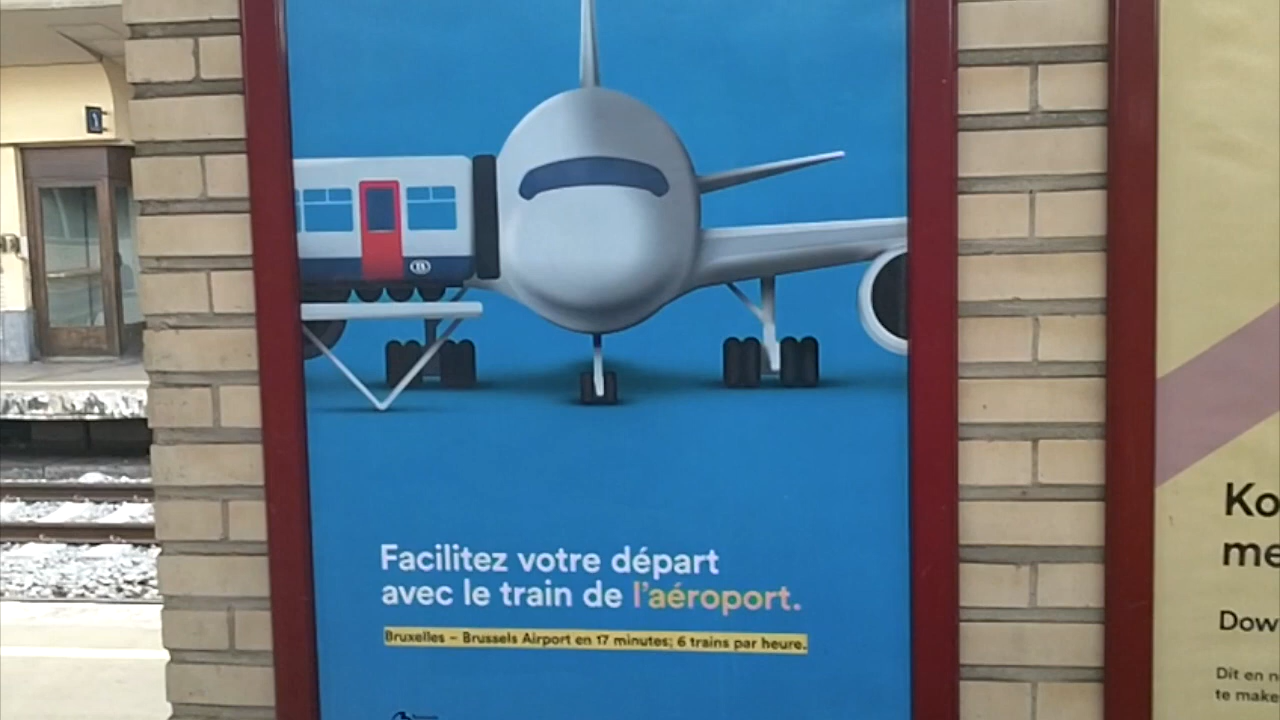 1
B
Facilitez votre départ
avec le train de l'aéroport.
Bruxelles – Brussels Airport en 17 minutes; 6 trains par heure.
Ko
me
Dow
Dit en n
te make